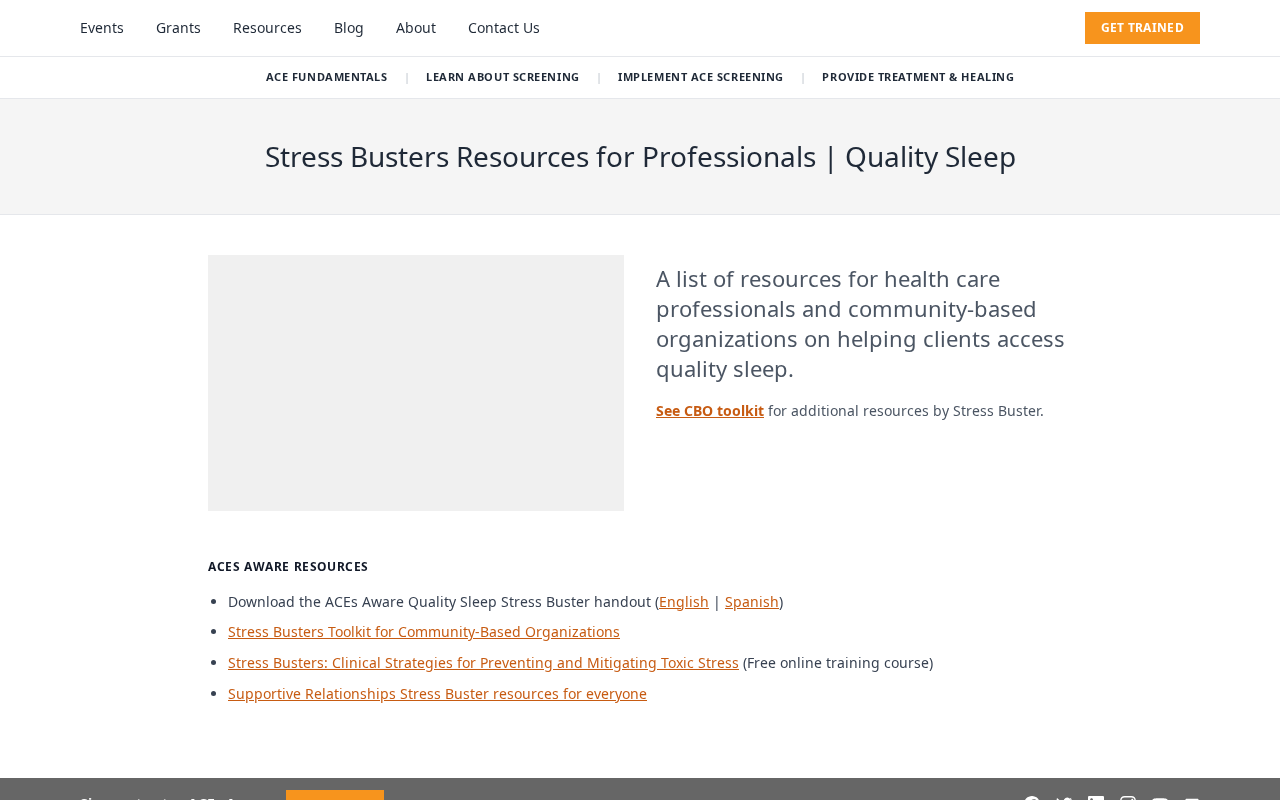 Events Grants Resources Blog About Contact Us GET TRAINED
ACE FUNDAMENTALS | LEARN ABOUT SCREENING | IMPLEMENT ACE SCREENING | PROVIDE TREATMENT & HEALING
Stress Busters Resources for Professionals | Quality Sleep
A list of resources for health care
professionals and community-based
organizations on helping clients access
quality sleep.
See CBO toolkit for additional resources by Stress Buster.
ACES AWARE RESOURCES
• Download the ACEs Aware Quality Sleep Stress Buster handout (English | Spanish)
• Stress Busters Toolkit for Community-Based Organizations
• Stress Busters: Clinical Strategies for Preventing and Mitigating Toxic Stress (Free online training course)
• Supportive Relationships Stress Buster resources for everyone